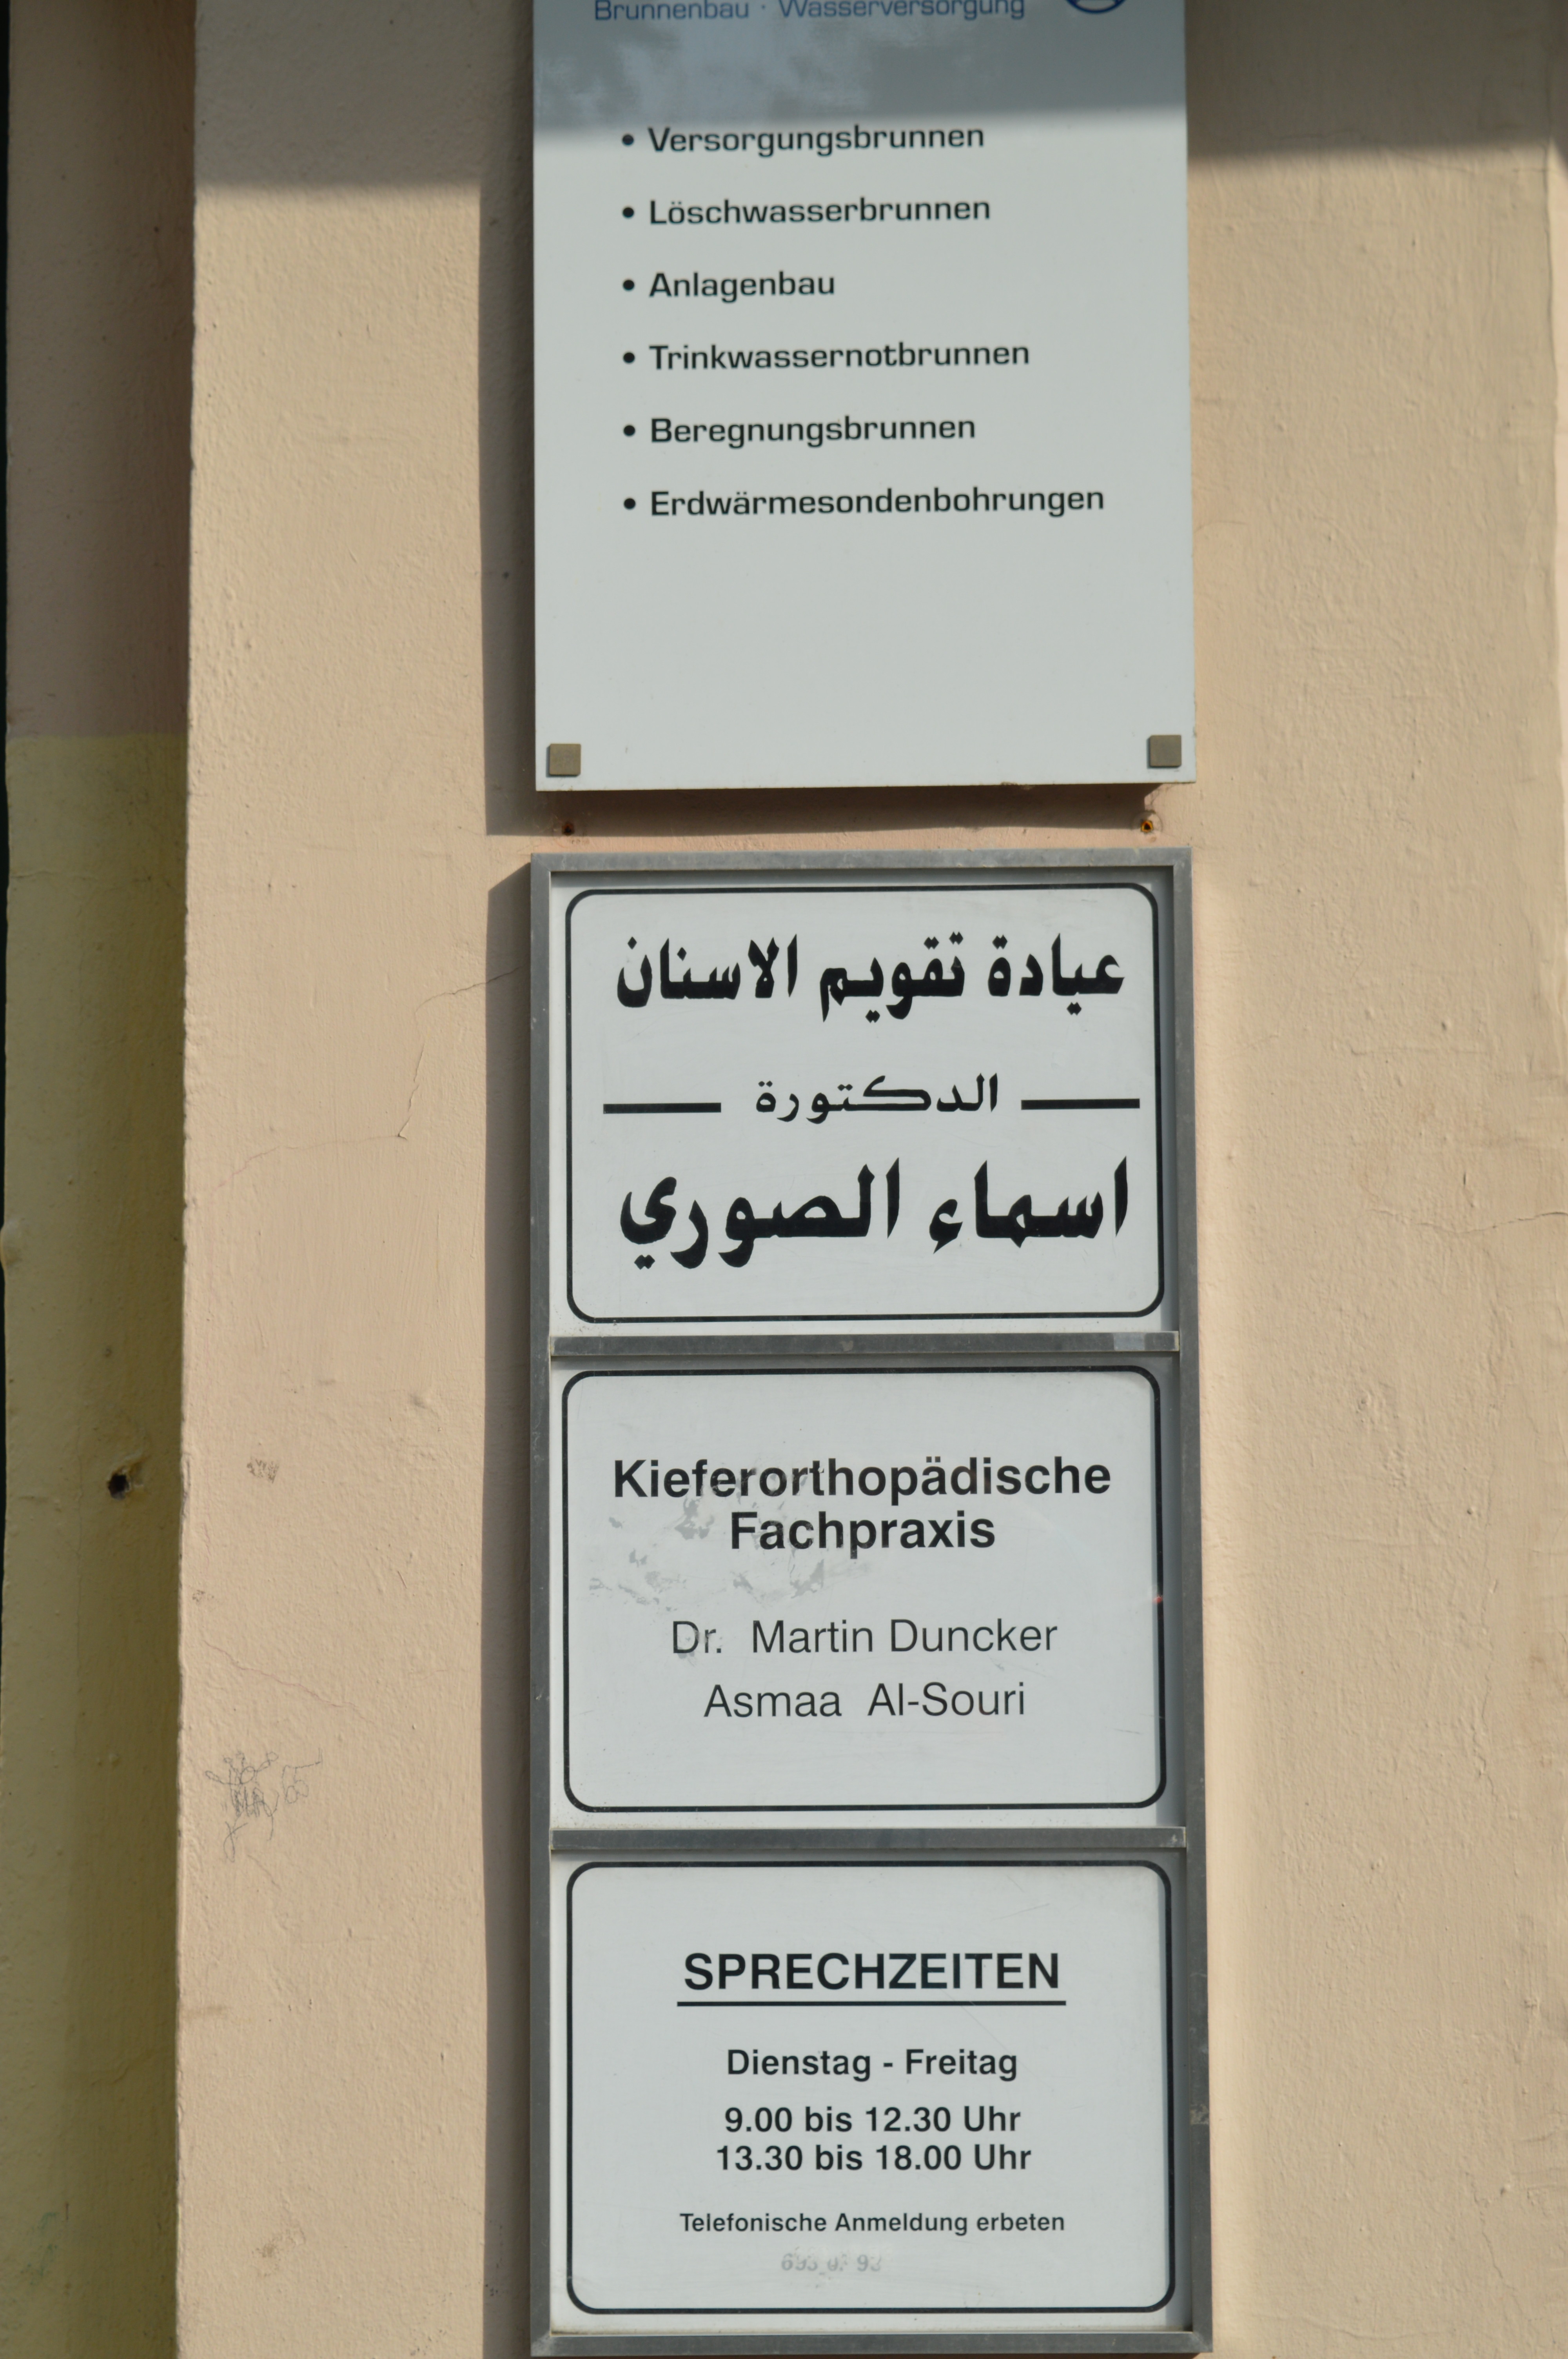 Brunnenbau · Wasserversorgung
• Versorgungsbrunnen
• Löschwasserbrunnen
• Anlagenbau
• Trinkwassernotbrunnen
• Beregnungsbrunnen
• Erdwärmesondenbohrungen
عيادة تقويم الاسنان
الدكتورة
اسماء الصوري
Kieferorthopädische
Fachpraxis
Dr. Martin Duncker
Asmaa Al-Souri
SPRECHZEITEN
Dienstag - Freitag
9.00 bis 12.30 Uhr
13.30 bis 18.00 Uhr
Telefonische Anmeldung erbeten